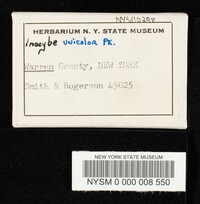 HERBARIUM N. Y. STATE MUSEUM
Inocybe unicolor Pk.
Warren County, NEW YORK
Smith & Rogerson 45025
NEW YORK STATE MUSEUM
NYSM 0 000 008 550